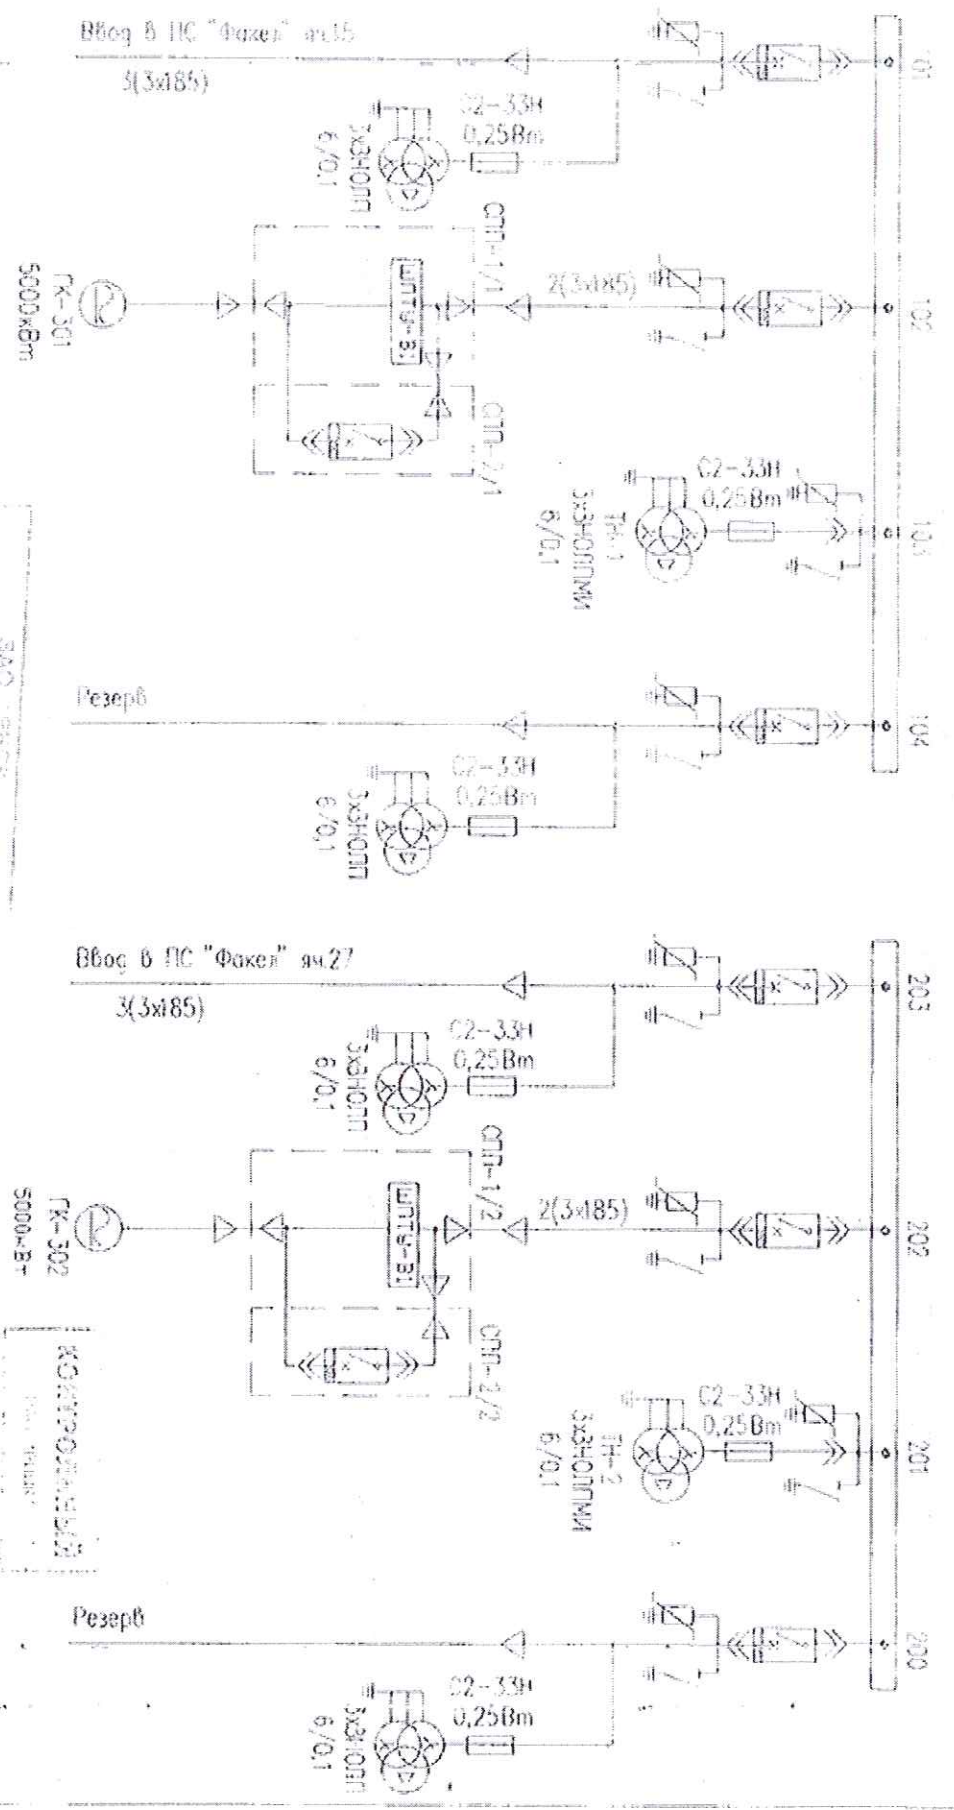 Ввод в ПС "Факел" яч.15
3(3х185)
101
С2-33Н
0,25Вт
3хЗНОЛП
6/0,1
СПП-1/1
ШПТУ-В1
2(3х185)
102
ГК-301
5000кВт
СПП-2/1
С2-33Н
0,25Вт
103
ТН-1
3хЗНОЛПМИ
6/0,1
Резерв
104
С2-33Н
0,25Вт
3хЗНОЛП
6/0,1
Ввод в ПС "Факел" яч.27
3(3х185)
203
С2-33Н
0,25Вт
3хЗНОЛП
6/0,1
СПП-1/2
ШПТУ-В1
2(3х185)
202
ГК-302
5000кВт
СПП-2/2
С2-33Н
0,25Вт
201
ТН-2
3хЗНОЛПМИ
6/0,1
КОНТРОЛЬНЫЙ
Резерв
200
С2-33Н
0,25Вт
3хЗНОЛП
6/0,1
ЗАО